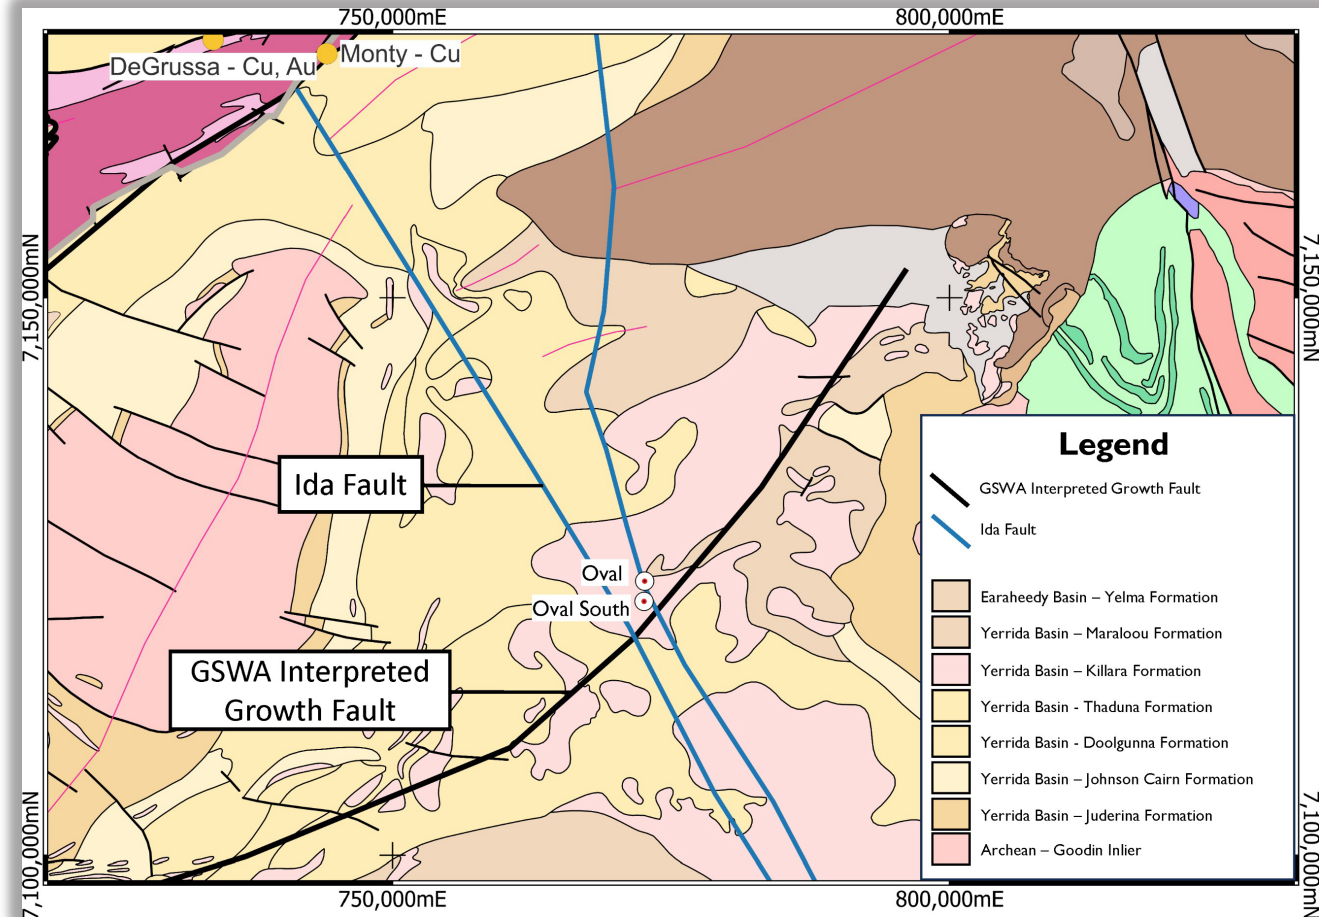 750,000mE
800,000mE
DeGrussa - Cu, Au
Monty - Cu
7,150,000mN
7,150,000mN
Ida Fault
Oval
Oval South
GSWA Interpreted
Growth Fault
Legend
GSWA Interpreted Growth Fault
Ida Fault
Earaheedy Basin – Yelma Formation
Yerrida Basin – Maraloou Formation
Yerrida Basin – Killara Formation
Yerrida Basin - Thaduna Formation
Yerrida Basin - Doolgunna Formation
Yerrida Basin – Johnson Cairn Formation
Yerrida Basin – Juderina Formation
Archean – Goodin Inlier
7,100,000mN
7,100,000mN
750,000mE
800,000mE